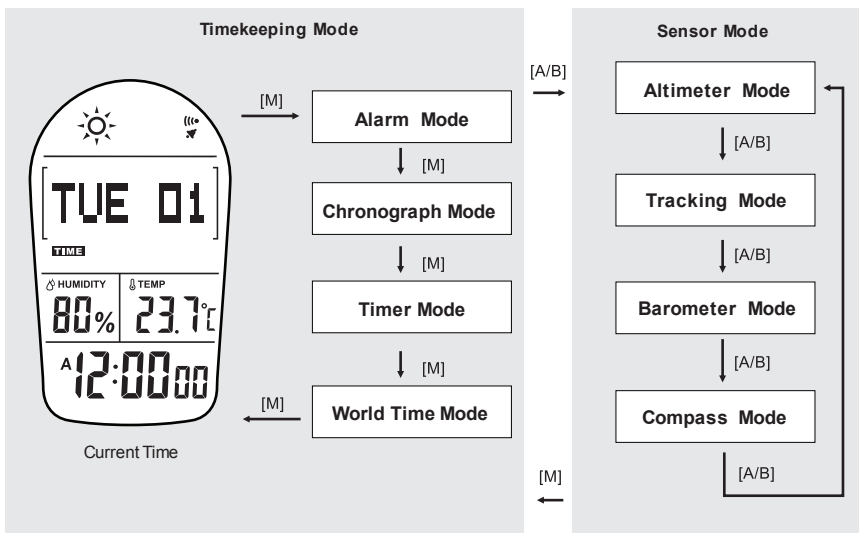 Timekeeping Mode
[M]
Alarm Mode
[M]
Chronograph Mode
[M]
Timer Mode
[M]
World Time Mode
[M]
TUE 01
TIME
HUMIDITY
80%
TEMP
23.7°C
A 12:00 00
Current Time
[A/B]
[M]
Sensor Mode
Altimeter Mode
[A/B]
Tracking Mode
[A/B]
Barometer Mode
[A/B]
Compass Mode
[A/B]